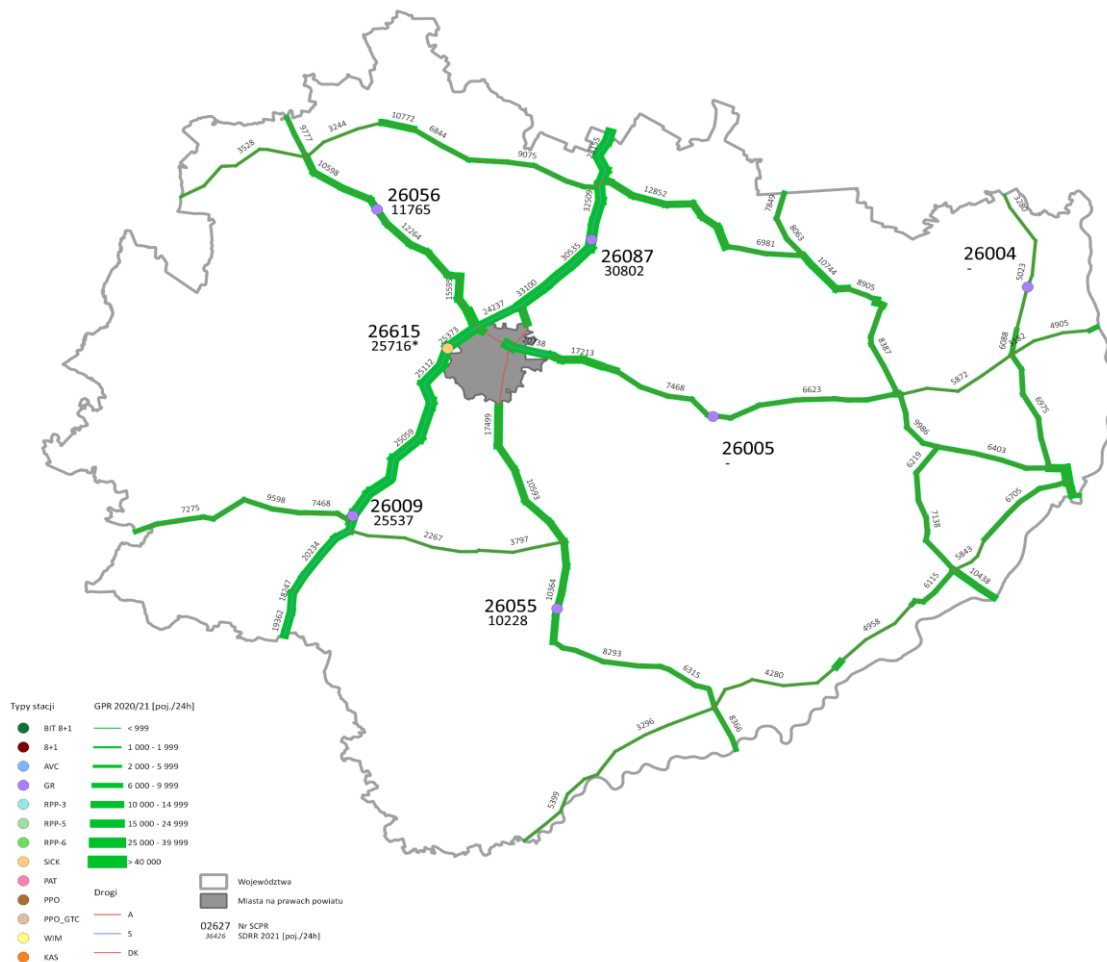 10772
3244
9777
6844
3528
10598
9075
32509
12852
26056
11765
12264
7849
8063
3280
26087
30802
30535
6981
26004
-
5023
10744
8905
15595
33100
24237
26615
25716*
25373
17213
8387
6088
4905
25112
7468
6623
5872
6975
17499
26005
-
9986
25059
6403
6219
7275
9598
7468
26009
25537
10593
6705
7138
20234
2267
3797
5843
10438
18247
19362
26055
10228
10364
6115
4958
8293
6315
4280
3296
8366
5399
Typy stacji
BIT 8+1
8+1
AVC
GR
RPP-3
RPP-5
RPP-6
SICK
PAT
PPO
PPO_GTC
WIM
KAS
GPR 2020/21 [poj./24h]
< 999
1 000 - 1 999
2 000 - 5 999
6 000 - 9 999
10 000 - 14 999
15 000 - 24 999
25 000 - 39 999
> 40 000
Drogi
A
S
DK
Województwa
Miasta na prawach powiatu
02627 Nr SCPR
36426 SDRR 2021 [poj./24h]